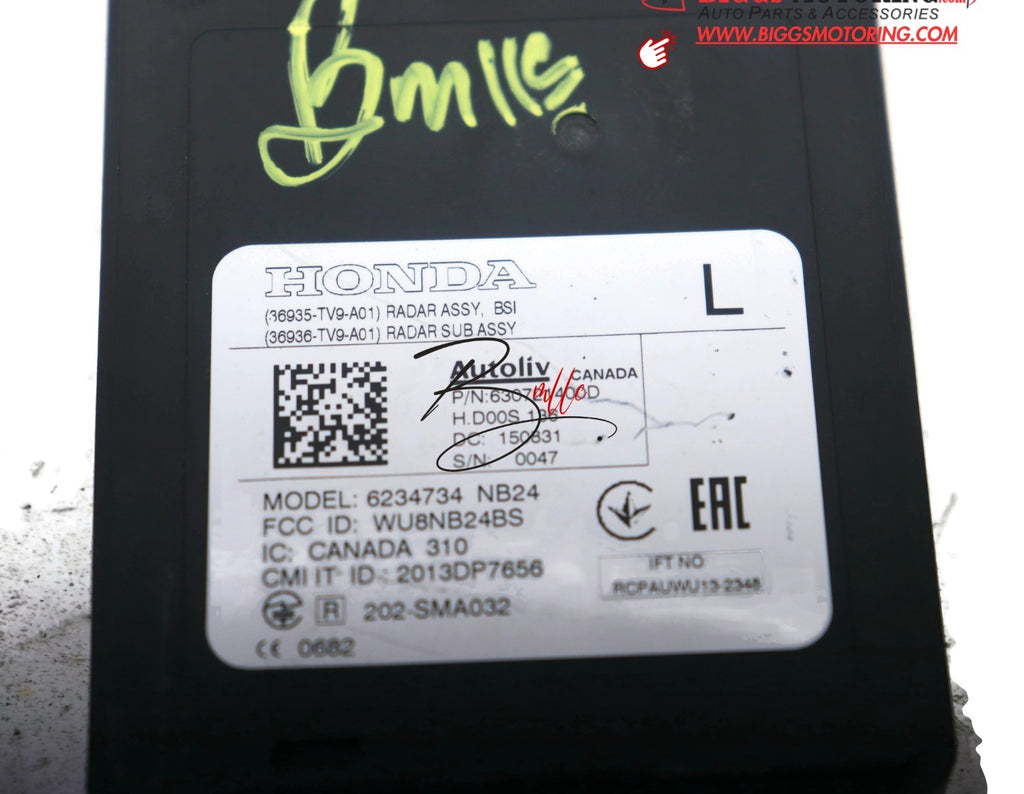 AUTO PARTS & ACCESSORIES
WWW.BIGGSMOTORING.COM
HONDA
L
(36935-TV9-A01) RADAR ASSY, BSI
(36936-TV9-A01) RADAR SUB ASSY
Autoliv CANADA
P/N:
H.D00S
DC: 150831
S/N: 0047
MODEL: 6234734 NB24
FCC ID: WU8NB24BS
IC: CANADA 310
CMI IT ID: 2013DP7656
EAC
IFT NO
RCPAUWU13-2348
R 202-SMA032
CE 0682